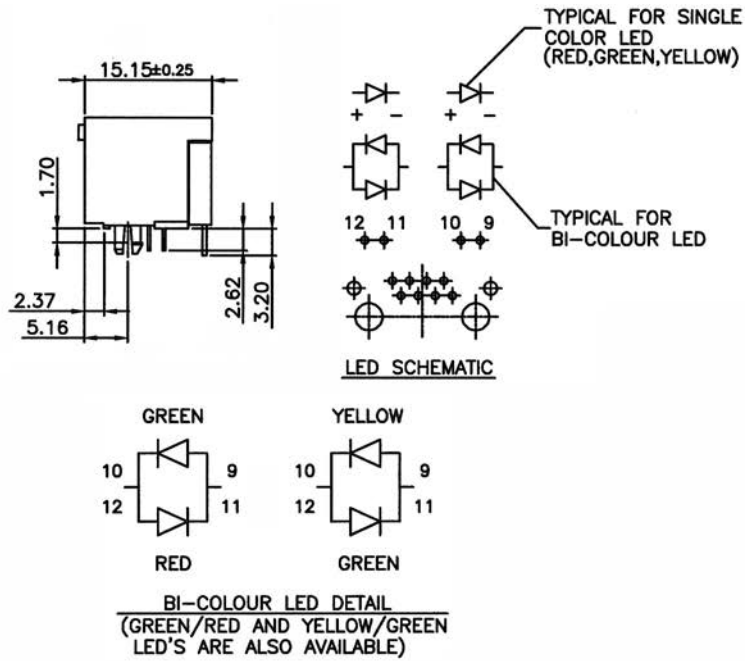 TYPICAL FOR SINGLE
COLOR LED
(RED,GREEN,YELLOW)
15.15±0.25
+ -
+ -
1.70
12 11
10 9
TYPICAL FOR
BI-COLOUR LED
2.37
5.16
2.62
3.20
LED SCHEMATIC
GREEN
10 9
12 11
RED
YELLOW
10 9
12 11
GREEN
BI-COLOUR LED DETAIL
(GREEN/RED AND YELLOW/GREEN
LED'S ARE ALSO AVAILABLE)